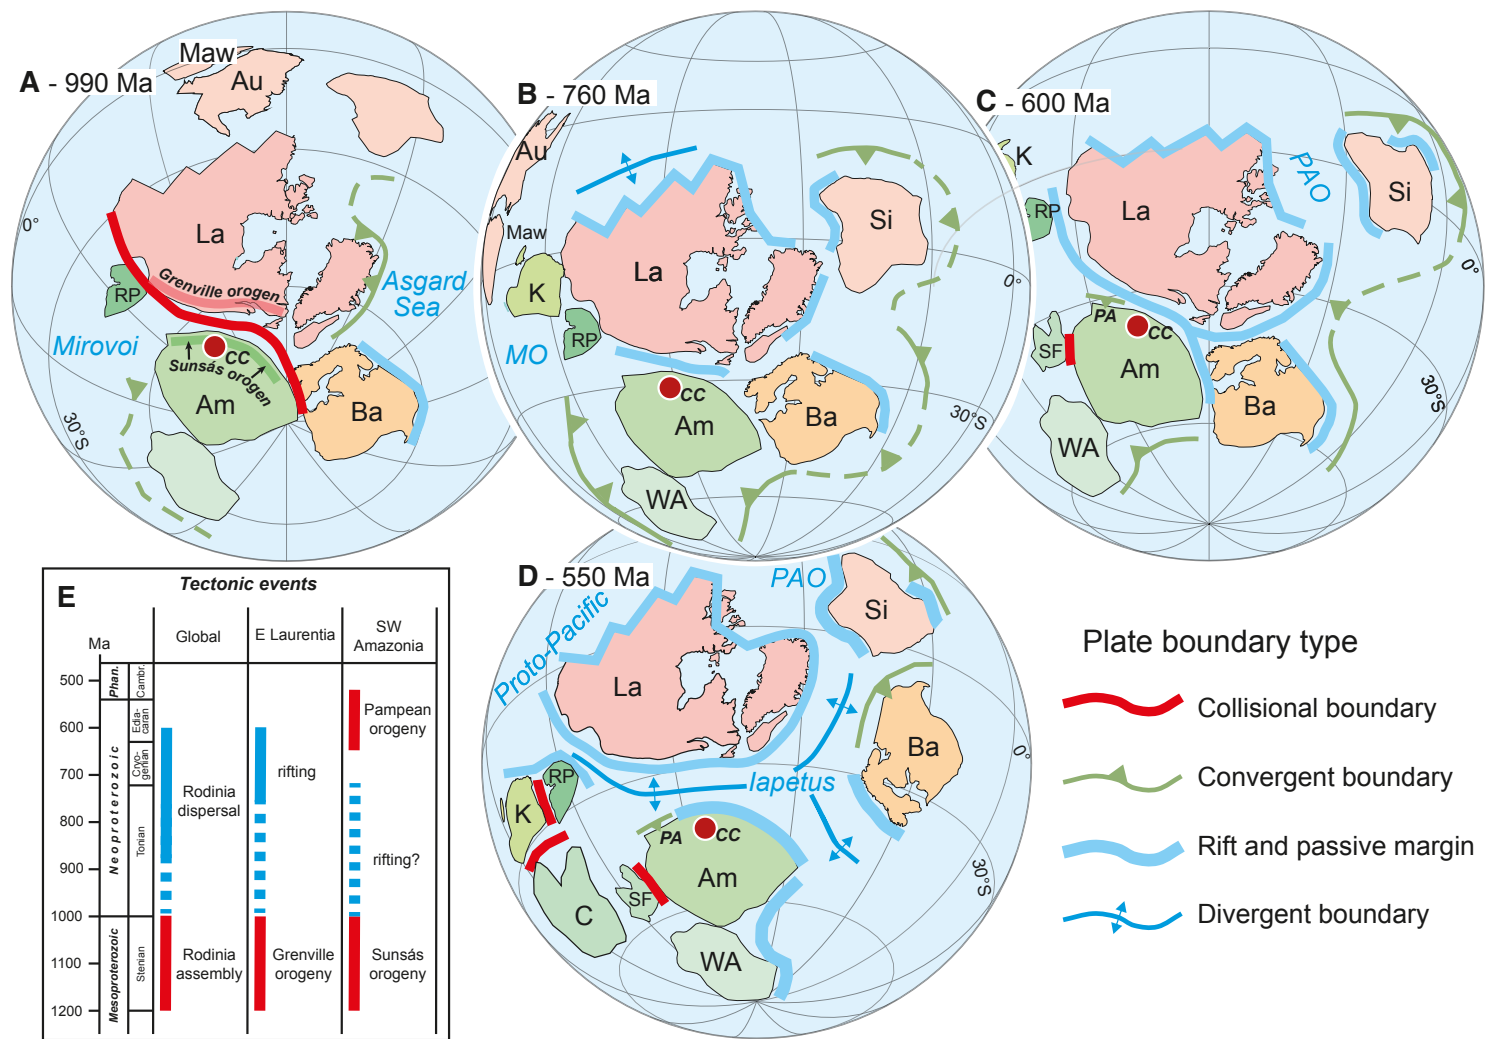 A - 990 Ma
Maw
Au
0°
La
Grenville orogen
RP
Asgard
Sea
Mirovoi
CC
Sunsás orogen
Am
Ba
30°S
B - 760 Ma
Au
Maw
K
La
Si
RP
MO
0°
CC
Am
Ba
30°S
WA
C - 600 Ma
K
RP
La
PAO
Si
0°
PA
CC
SF
Am
Ba
30°S
WA
D - 550 Ma
PAO
Si
Proto-Pacific
La
Ba
0°
RP
Iapetus
K
PA
CC
Am
SF
C
WA
30°S
E
Tectonic events
Ma
Global
E Laurentia
SW
Amazonia
500
600
700
800
900
1000
1100
1200
Phan.
Neoproterozoic
Mesoproterozoic
Cambr.
Edia-
caran
Cryo-
genian
Tonian
Stenian
Rodinia
dispersal
rifting
Pampean
orogeny
rifting?
Rodinia
assembly
Grenville
orogeny
Sunsás
orogeny
Plate boundary type
Collisional boundary
Convergent boundary
Rift and passive margin
Divergent boundary